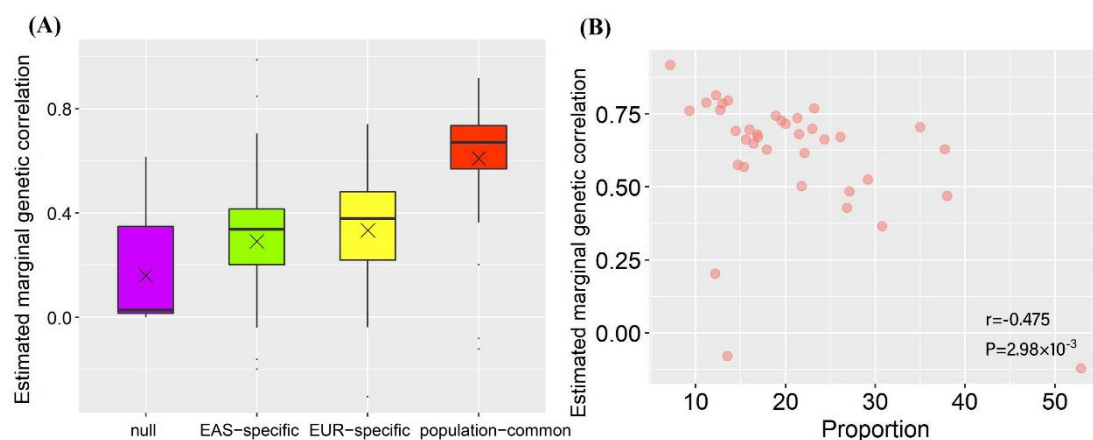 (A)
Estimated marginal genetic correlation
0.8
0.4
0.0
null EAS-specific EUR-specific population-common
(B)
Estimated marginal genetic correlation
0.75
0.50
0.25
0.00
r=-0.475
P=2.98×10⁻³
10 20 30 40 50
Proportion